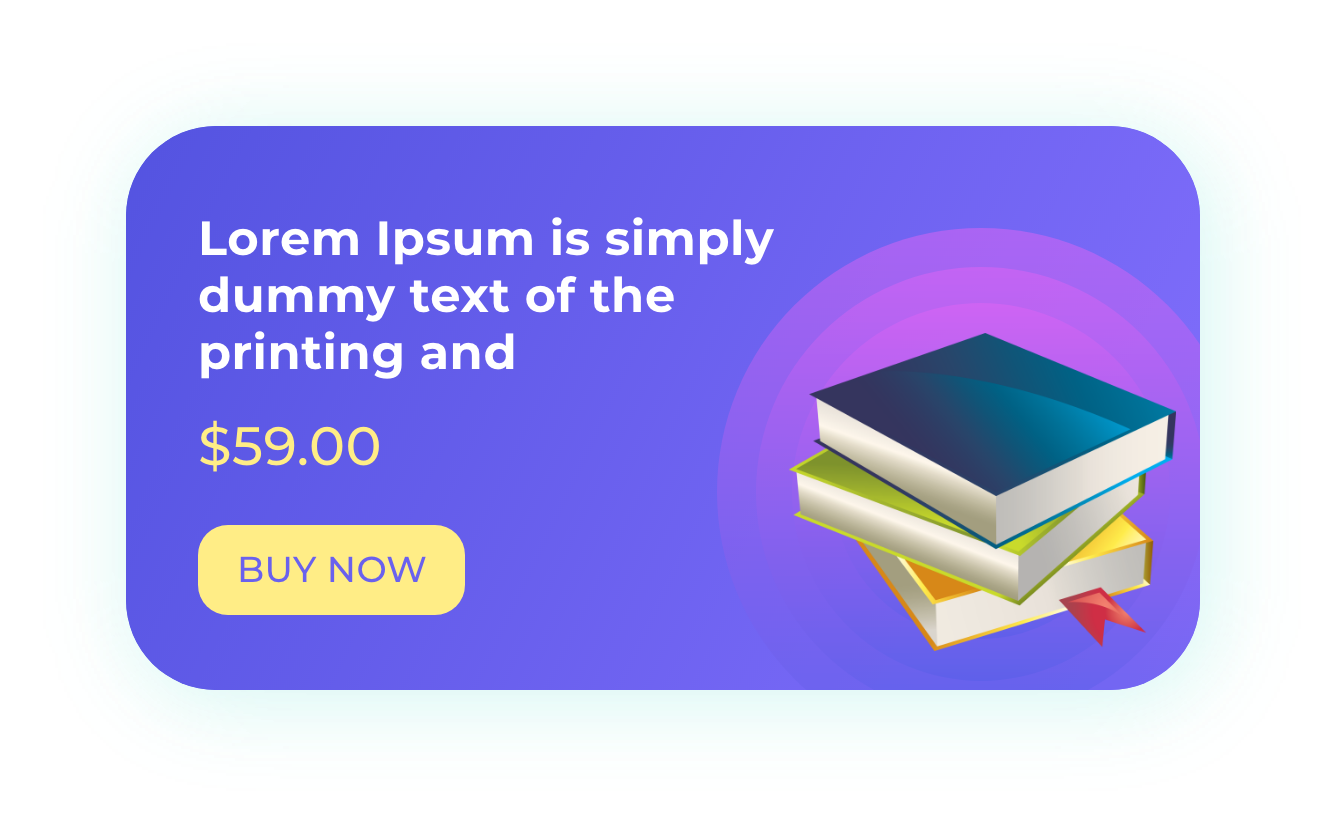 Lorem Ipsum is simply
dummy text of the
printing and
$59.00
BUY NOW